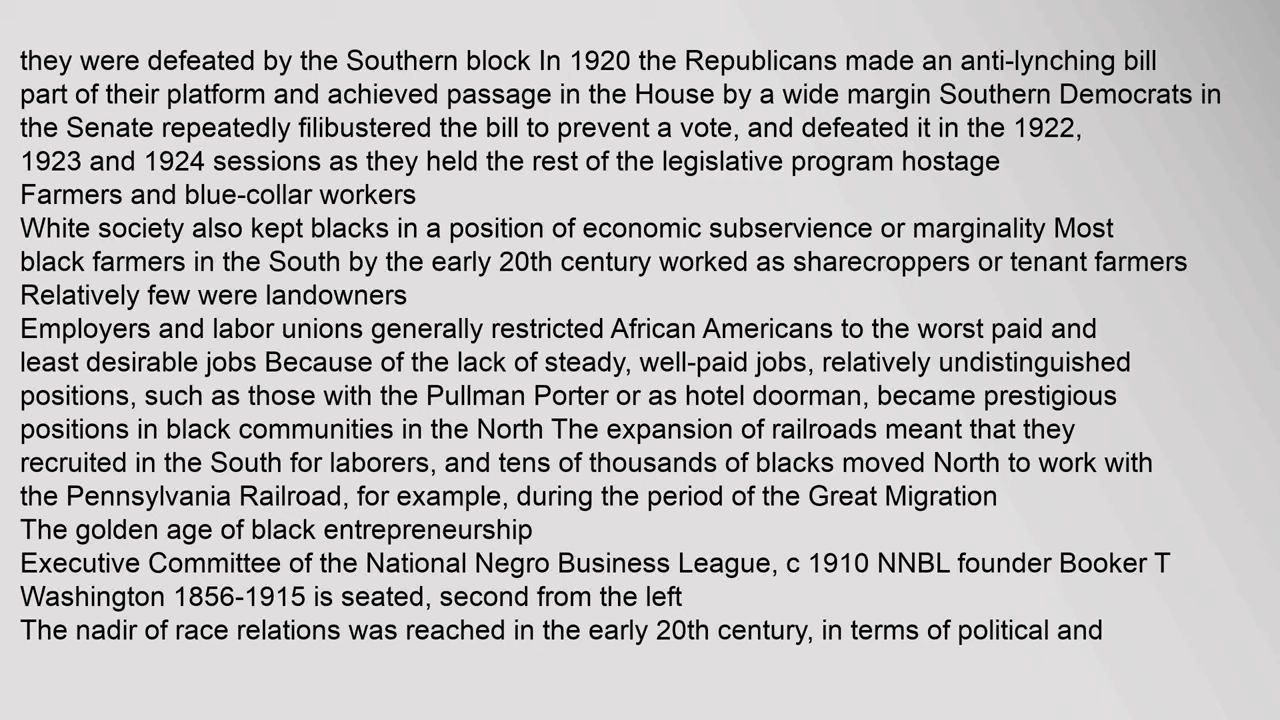 they were defeated by the Southern block In 1920 the Republicans made an anti-lynching bill
part of their platform and achieved passage in the House by a wide margin Southern Democrats in
the Senate repeatedly filibustered the bill to prevent a vote, and defeated it in the 1922,
1923 and 1924 sessions as they held the rest of the legislative program hostage
Farmers and blue-collar workers
White society also kept blacks in a position of economic subservience or marginality Most
black farmers in the South by the early 20th century worked as sharecroppers or tenant farmers
Relatively few were landowners
Employers and labor unions generally restricted African Americans to the worst paid and
least desirable jobs Because of the lack of steady, well-paid jobs, relatively undistinguished
positions, such as those with the Pullman Porter or as hotel doorman, became prestigious
positions in black communities in the North The expansion of railroads meant that they
recruited in the South for laborers, and tens of thousands of blacks moved North to work with
the Pennsylvania Railroad, for example, during the period of the Great Migration
The golden age of black entrepreneurship
Executive Committee of the National Negro Business League, c 1910 NNBL founder Booker T
Washington 1856-1915 is seated, second from the left
The nadir of race relations was reached in the early 20th century, in terms of political and